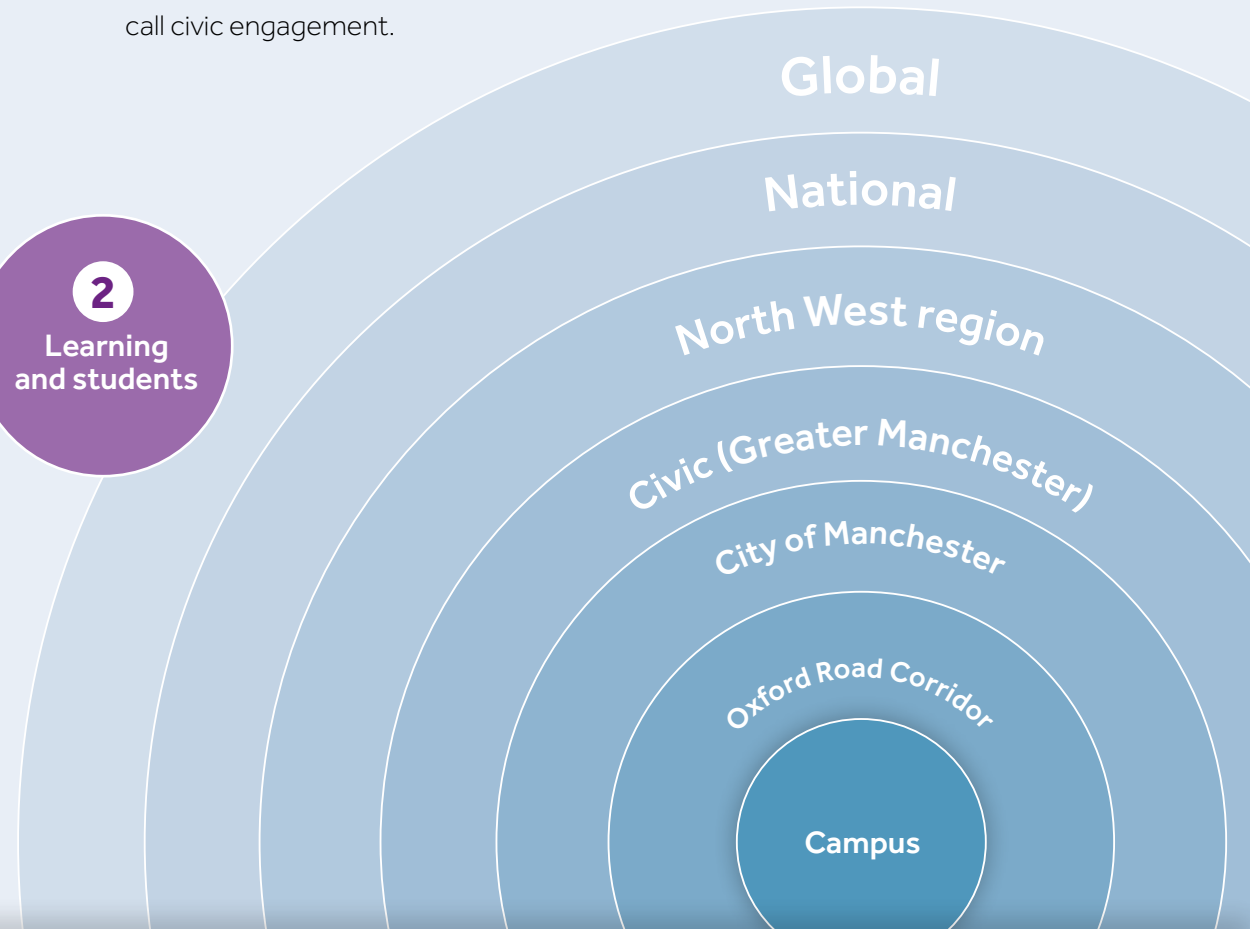 call civic engagement.
Global
National
2
Learning
and students
North West region
Civic (Greater Manchester)
City of Manchester
Oxford Road Corridor
Campus